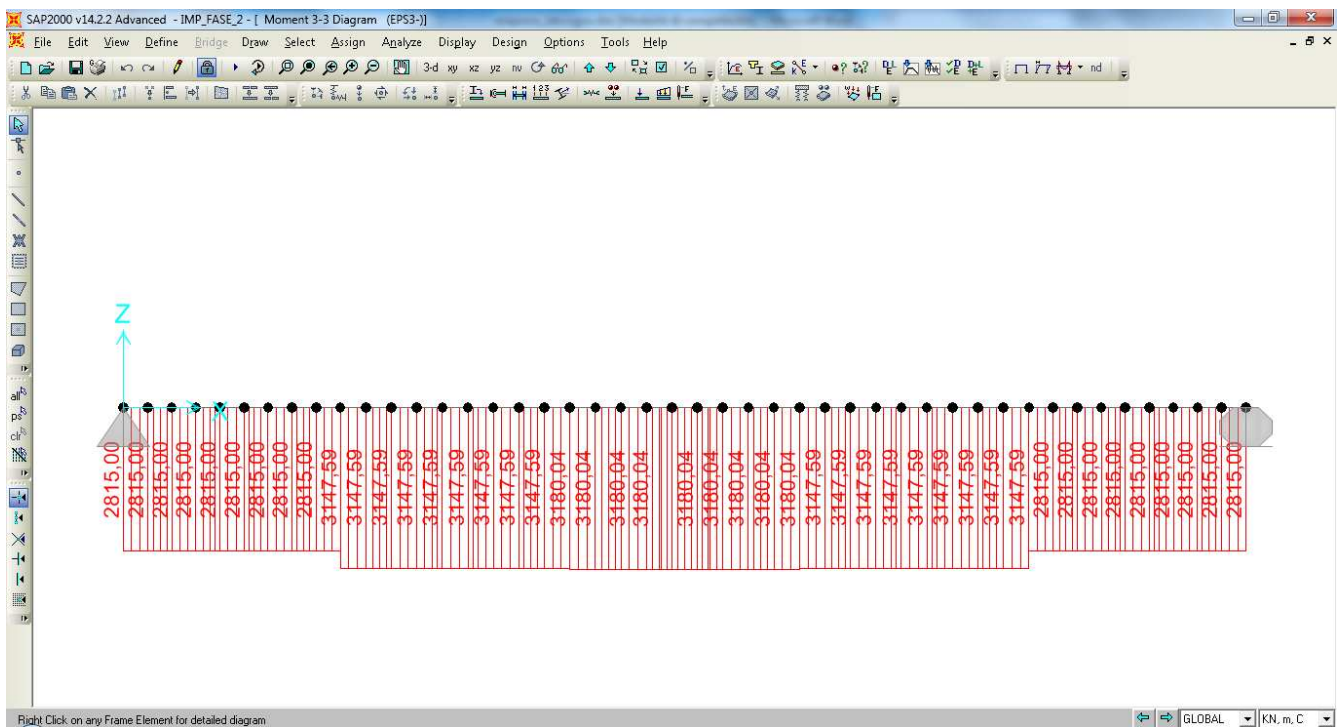 SAP2000 v14.2.2 Advanced - IMP_FASE_2 - [ Moment 3-3 Diagram (EPS3-)]
File Edit View Define Bridge Draw Select Assign Analyze Display Design Options Tools Help
3-d xy xz yz nv
nd
all
ps
clr
Z
X
2815,00 2815,00 2815,00 2815,00 2815,00 2815,00 2815,00 2815,00 2815,00 3147,59 3147,59 3147,59 3147,59 3147,59 3147,59 3147,59 3147,59 3147,59 3180,04 3180,04 3180,04 3180,04 3180,04 3180,04 3180,04 3180,04 3180,04 3147,59 3147,59 3147,59 3147,59 3147,59 3147,59 3147,59 3147,59 3147,59 2815,00 2815,00 2815,00 2815,00 2815,00 2815,00 2815,00 2815,00 2815,00
Right Click on any Frame Element for detailed diagram
GLOBAL
KN, m, C